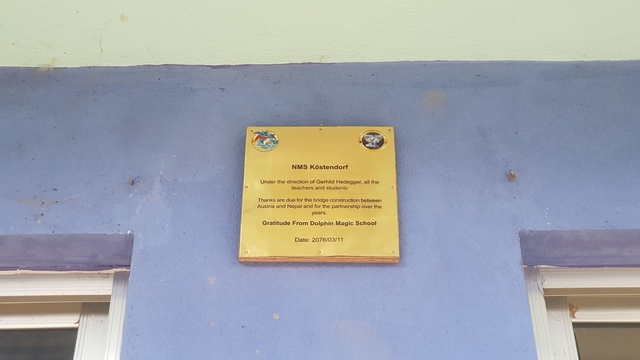 NMS Köstendorf
Under the direction of Gerhild Hedegger, all the
teachers and students
Thanks are due for the bridge construction between
Austria and Nepal and for the partnership over the
years.
Gratitude From Dolphin Magic School
Date: 2076/03/11